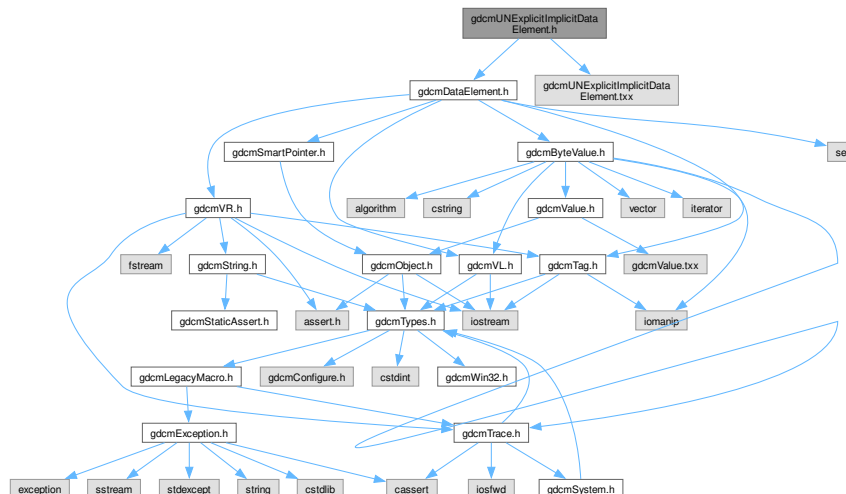 gdcmUNExplicitImplicitData
Element.h
gdcmDataElement.h
gdcmUNExplicitImplicitData
Element.txx
gdcmSmartPointer.h
gdcmByteValue.h
se
gdcmVR.h
algorithm
cstring
gdcmValue.h
vector
iterator
fstream
gdcmString.h
gdcmObject.h
gdcmVL.h
gdcmTag.h
gdcmValue.txx
gdcmStaticAssert.h
assert.h
gdcmTypes.h
iostream
iomanip
gdcmLegacyMacro.h
gdcmConfigure.h
cstdint
gdcmWin32.h
gdcmException.h
gdcmTrace.h
exception
sstream
stdexcept
string
cstdlib
cassert
iosfwd
gdcmSystem.h